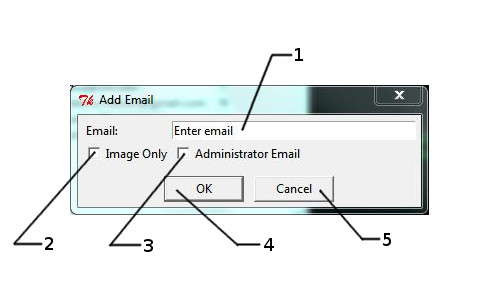 1
Add Email
Email: Enter email
Image Only Administrator Email
OK Cancel
2 3 4 5